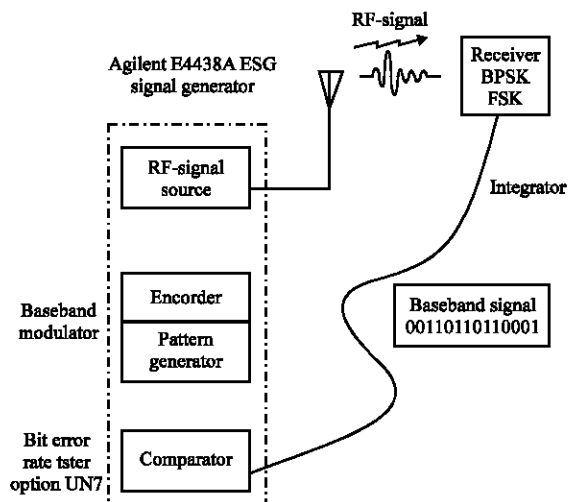 RF-signal
Agilent E4438A ESG
signal generator
Receiver
BPSK
FSK
RF-signal
source
Integrator
Encorder
Baseband
modulator
Pattern
generator
Baseband signal
00110110110001
Bit error
rate tster
option UN7
Comparator